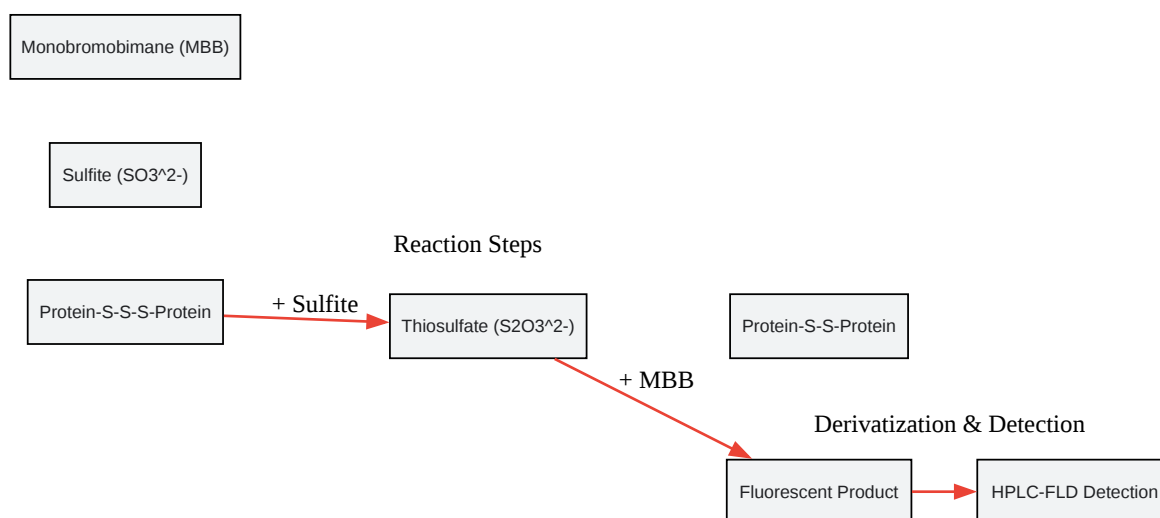 Monobromobimane (MBB)
Sulfite (SO3^2-)
Reaction Steps
Protein-S-S-S-Protein
+ Sulfite
Thiosulfate (S2O3^2-)
Protein-S-S-Protein
+ MBB
Derivatization & Detection
Fluorescent Product
HPLC-FLD Detection